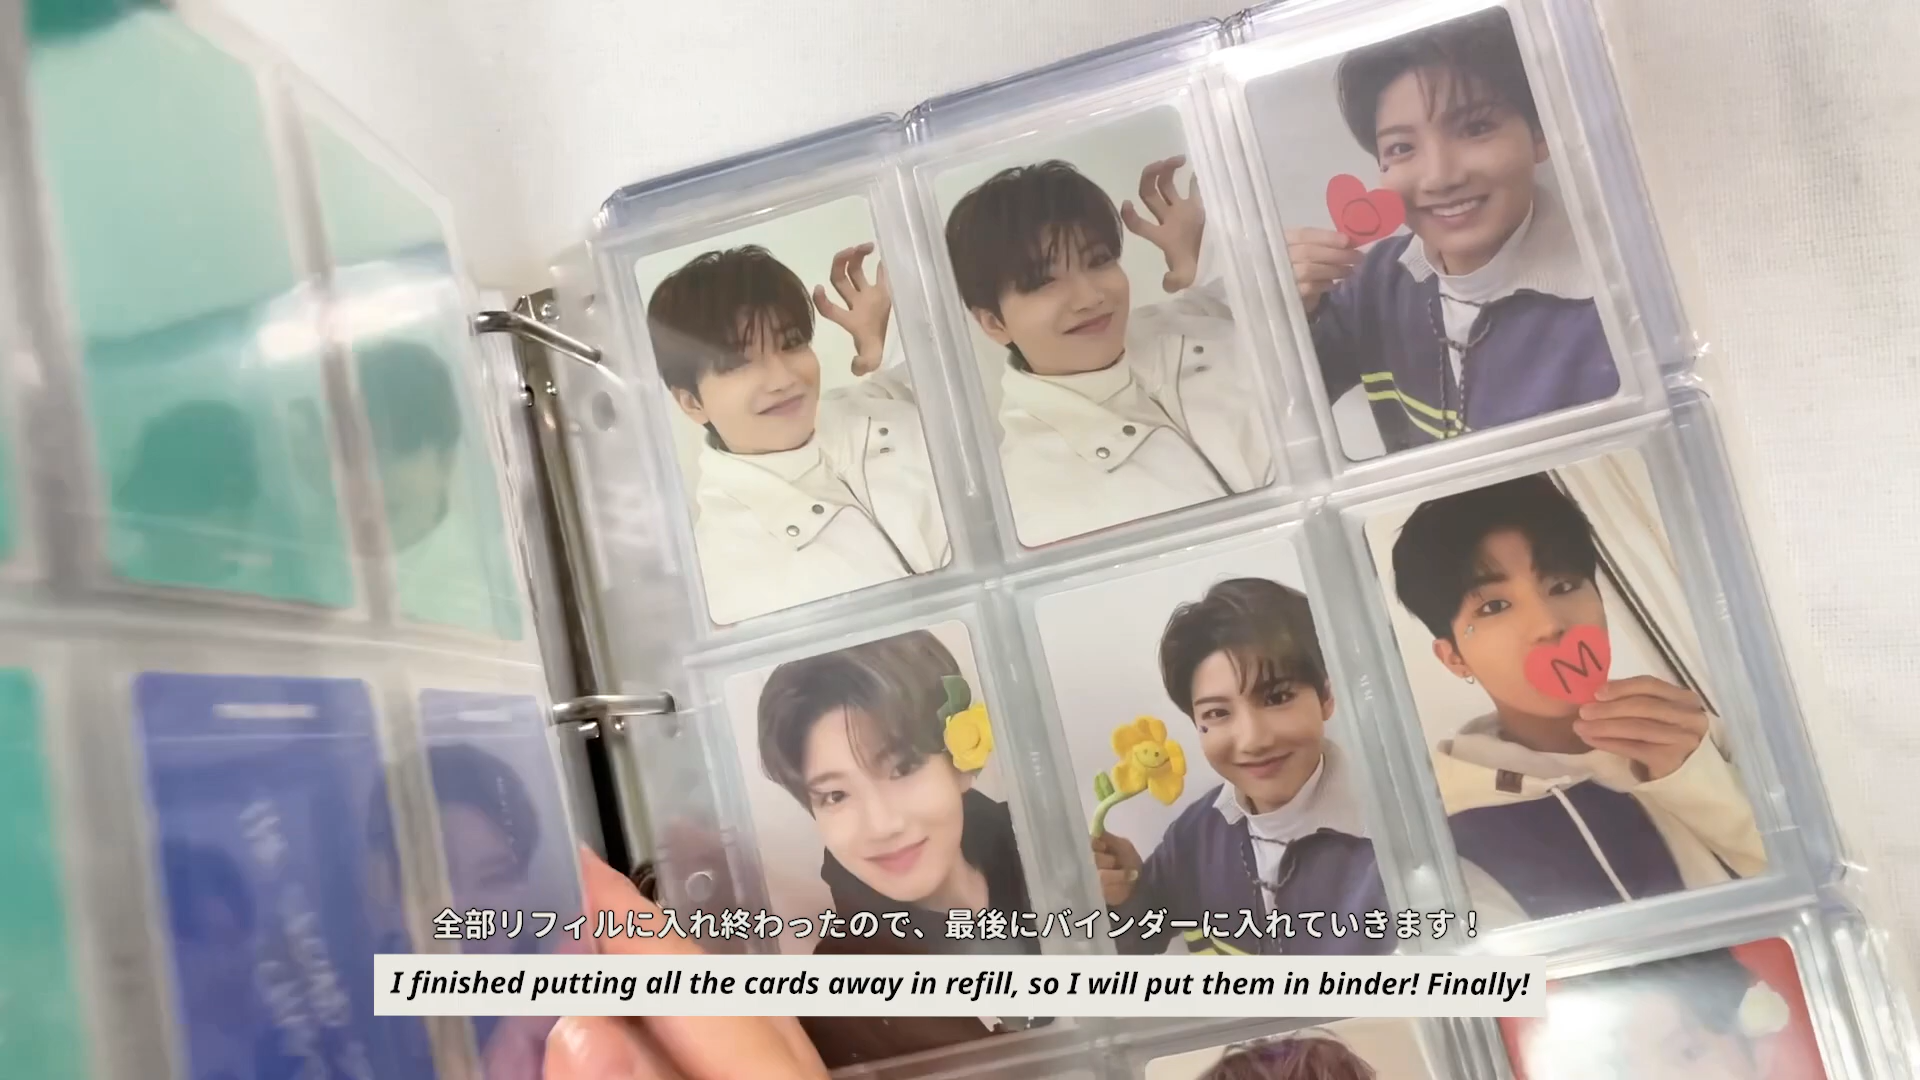 O
M
全部リフィルに入れ終わったので、最後にバインダーに入れていきます！
I finished putting all the cards away in refill, so I will put them in binder! Finally!